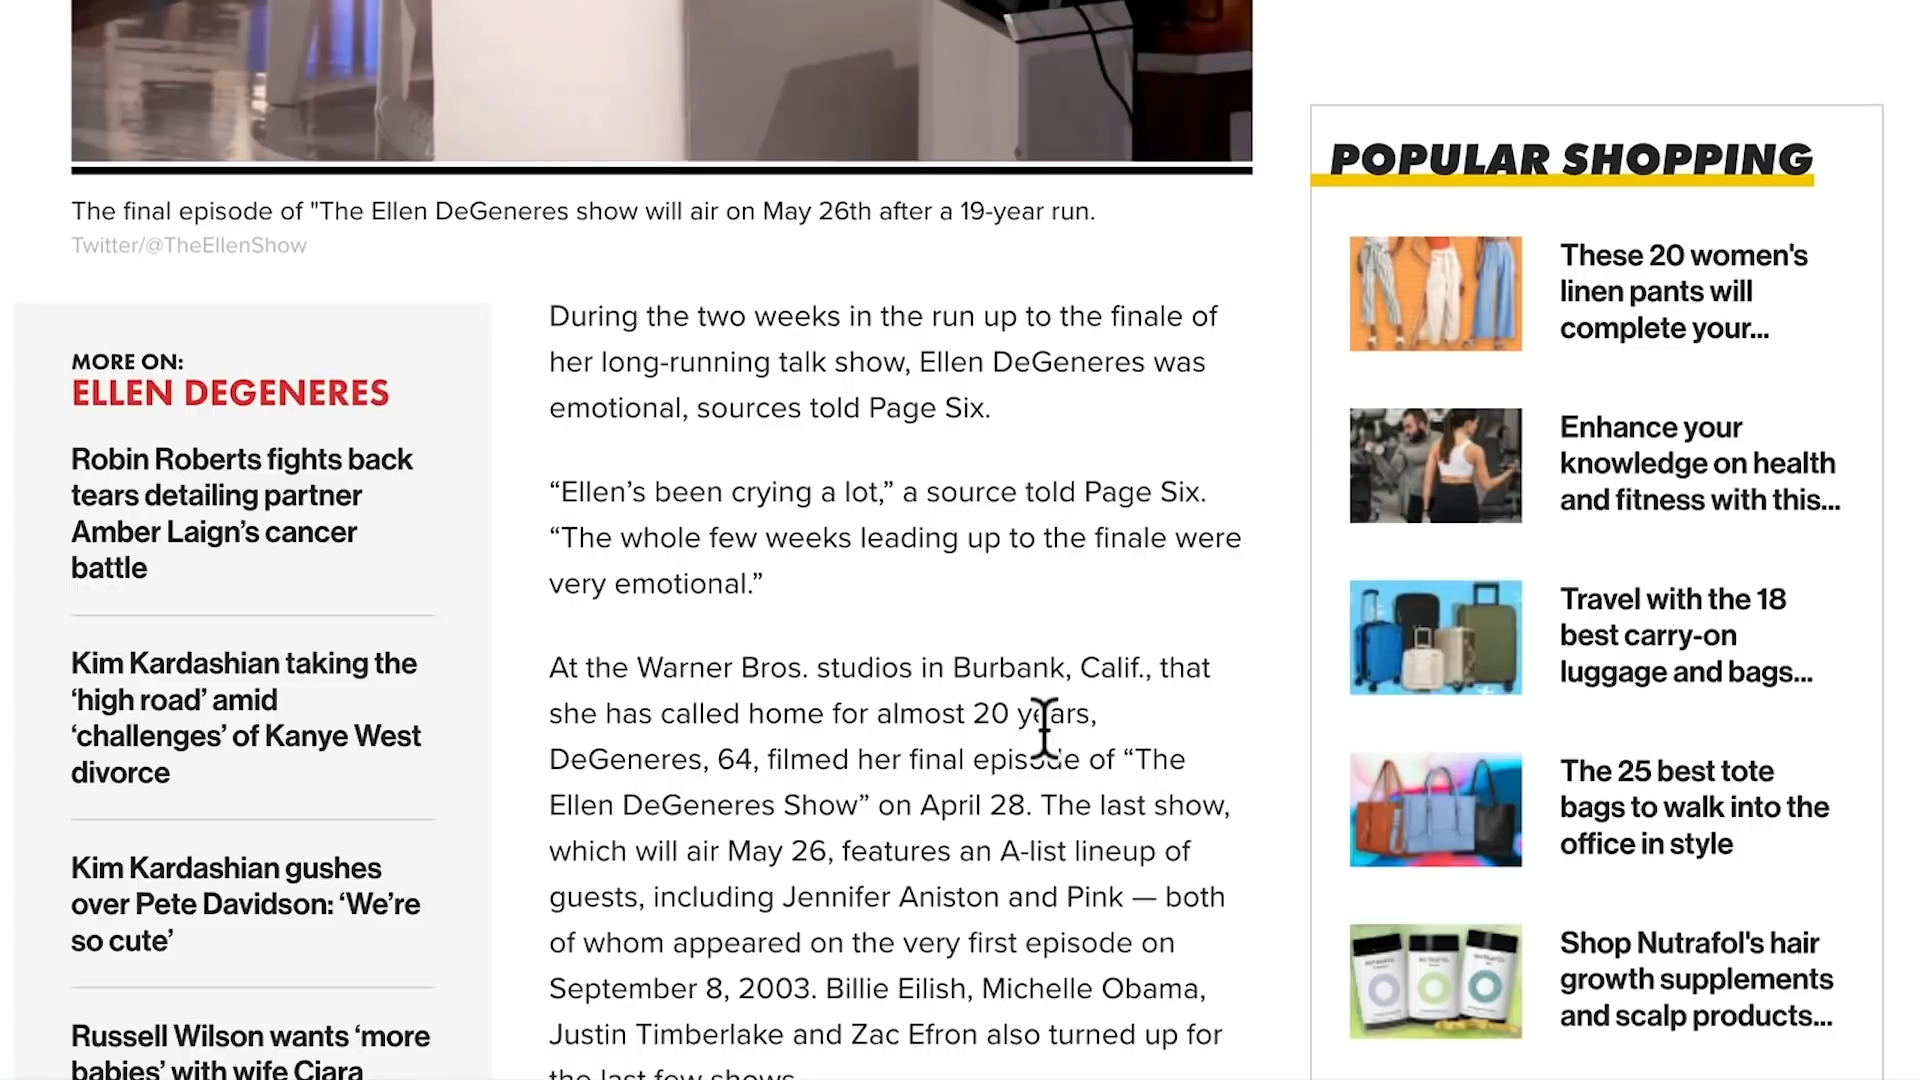 The final episode of "The Ellen DeGeneres show will air on May 26th after a 19-year run.
Twitter/@TheEllenShow
MORE ON:
ELLEN DEGENERES
Robin Roberts fights back
tears detailing partner
Amber Laign’s cancer
battle
Kim Kardashian taking the
‘high road’ amid
‘challenges’ of Kanye West
divorce
Kim Kardashian gushes
over Pete Davidson: ‘We’re
so cute’
Russell Wilson wants ‘more
babies’ with wife Ciara
During the two weeks in the run up to the finale of
her long-running talk show, Ellen DeGeneres was
emotional, sources told Page Six.
“Ellen’s been crying a lot,” a source told Page Six.
“The whole few weeks leading up to the finale were
very emotional.”
At the Warner Bros. studios in Burbank, Calif., that
she has called home for almost 20 years,
DeGeneres, 64, filmed her final episode of “The
Ellen DeGeneres Show” on April 28. The last show,
which will air May 26, features an A-list lineup of
guests, including Jennifer Aniston and Pink — both
of whom appeared on the very first episode on
September 8, 2003. Billie Eilish, Michelle Obama,
Justin Timberlake and Zac Efron also turned up for
the last few shows.
POPULAR SHOPPING
These 20 women's
linen pants will
complete your...
Enhance your
knowledge on health
and fitness with this...
Travel with the 18
best carry-on
luggage and bags...
The 25 best tote
bags to walk into the
office in style
Shop Nutrafol's hair
growth supplements
and scalp products...